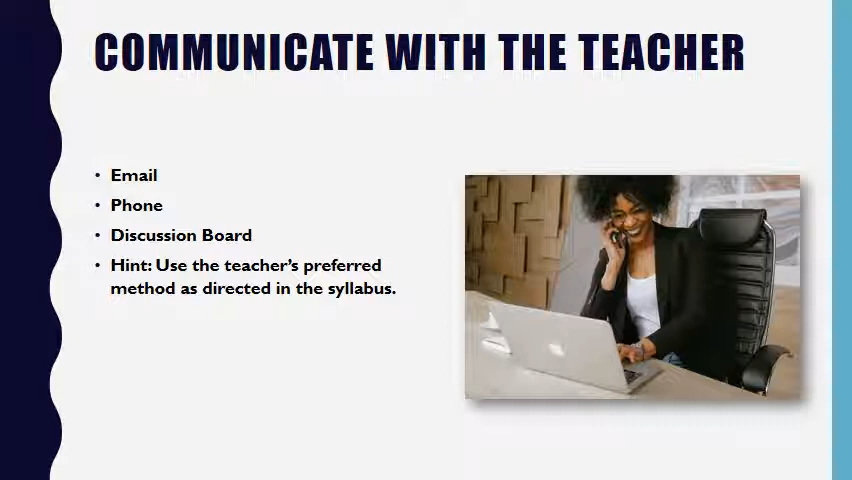 COMMUNICATE WITH THE TEACHER
• Email
• Phone
• Discussion Board
• Hint: Use the teacher’s preferred
method as directed in the syllabus.